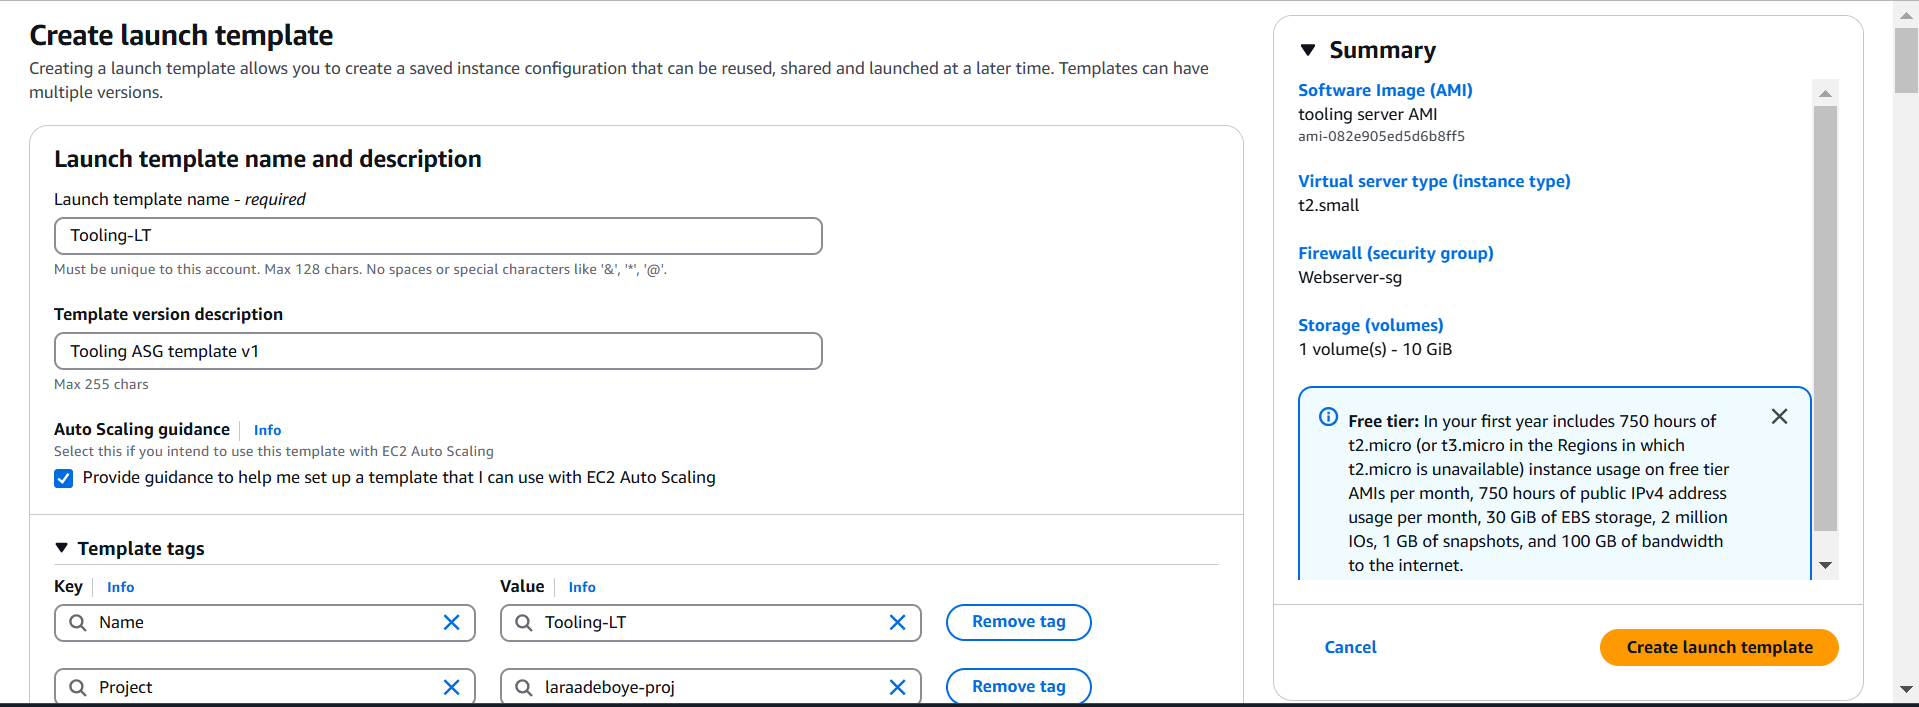 Create launch template
Creating a launch template allows you to create a saved instance configuration that can be reused, shared and launched at a later time. Templates can have
multiple versions.
Launch template name and description
Launch template name - required
Tooling-LT
Must be unique to this account. Max 128 chars. No spaces or special characters like '&', '*', '@'.
Template version description
Tooling ASG template v1
Max 255 chars
Auto Scaling guidance Info
Select this if you intend to use this template with EC2 Auto Scaling
Provide guidance to help me set up a template that I can use with EC2 Auto Scaling
Template tags
Key Info Value Info
Name Tooling-LT Remove tag
Project laraadeboye-proj Remove tag
Summary
Software Image (AMI)
tooling server AMI
ami-082e905ed5d6b8ff5
Virtual server type (instance type)
t2.small
Firewall (security group)
Webserver-sg
Storage (volumes)
1 volume(s) - 10 GiB
Free tier: In your first year includes 750 hours of
t2.micro (or t3.micro in the Regions in which
t2.micro is unavailable) instance usage on free tier
AMIs per month, 750 hours of public IPv4 address
usage per month, 30 GiB of EBS storage, 2 million
IOs, 1 GB of snapshots, and 100 GB of bandwidth
to the internet.
Cancel Create launch template